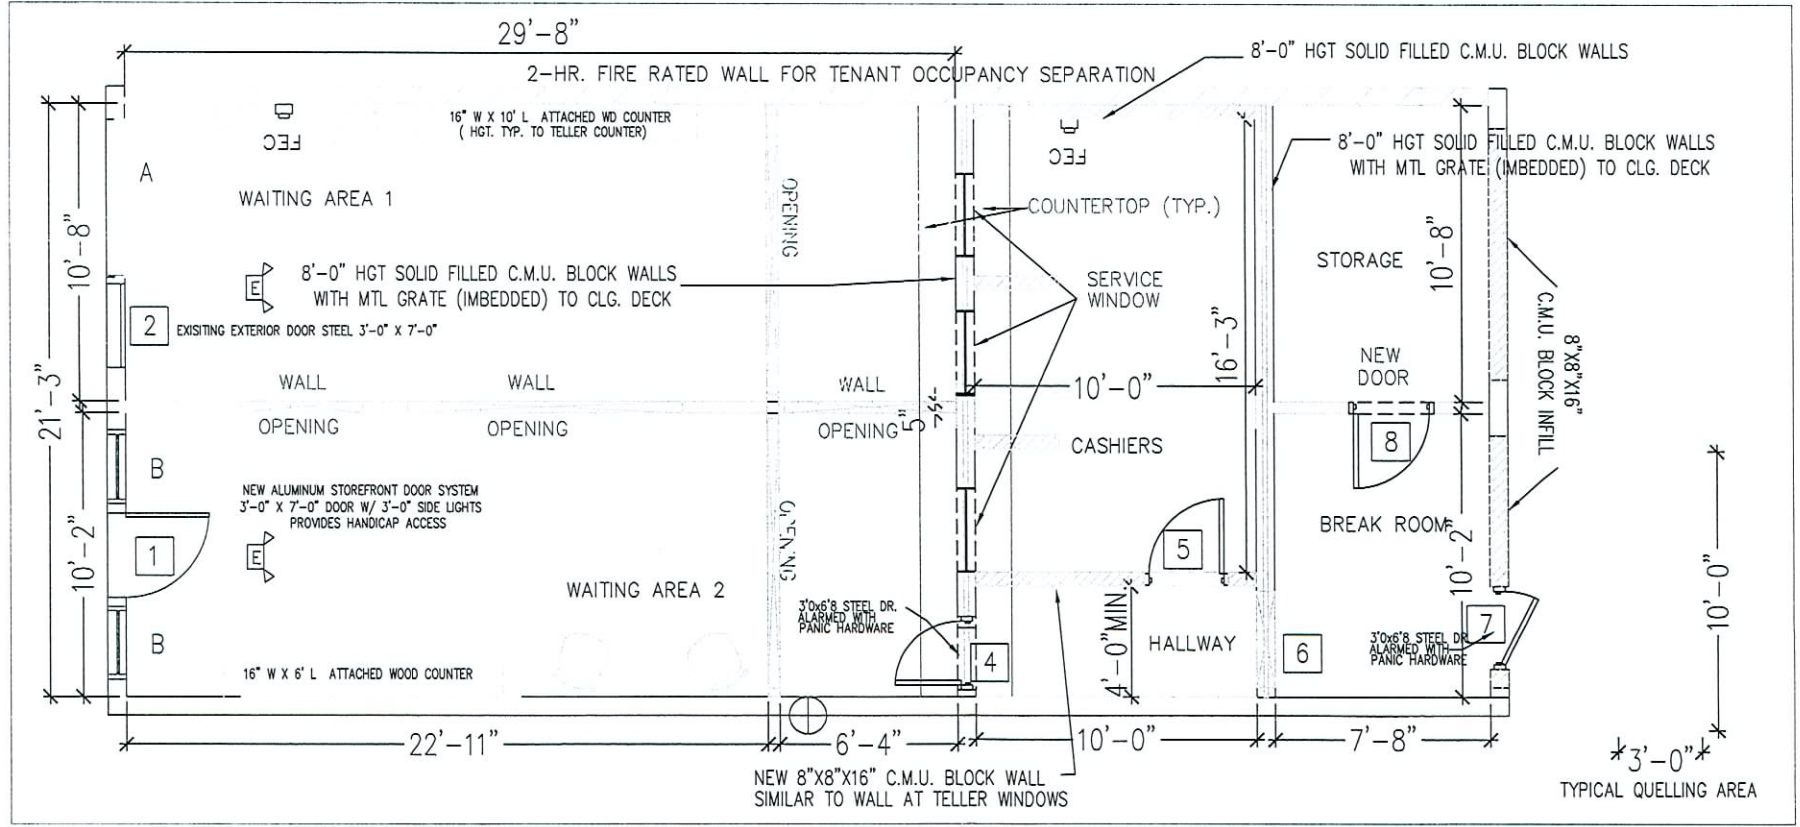 29'-8"
8'-0" HGT SOLID FILLED C.M.U. BLOCK WALLS
2-HR. FIRE RATED WALL FOR TENANT OCCUPANCY SEPARATION
16" W X 10' L ATTACHED WD COUNTER
( HGT. TYP. TO TELLER COUNTER)
FEC
FEC
8'-0" HGT SOLID FILLED C.M.U. BLOCK WALLS
WITH MTL GRATE (IMBEDDED) TO CLG. DECK
A
WAITING AREA 1
OPENING
COUNTERTOP (TYP.)
10'-8"
10'-8"
STORAGE
8'-0" HGT SOLID FILLED C.M.U. BLOCK WALLS
WITH MTL GRATE (IMBEDDED) TO CLG. DECK
SERVICE
WINDOW
E
2
EXISITING EXTERIOR DOOR STEEL 3'-0" X 7'-0"
16'-3"
8"X8"X16"
C.M.U. BLOCK INFILL
NEW
DOOR
21'-3"
WALL
WALL
WALL
10'-0"
OPENING
OPENING
OPENING
5"
CASHIERS
8
B
NEW ALUMINUM STOREFRONT DOOR SYSTEM
3'-0" X 7'-0" DOOR W/ 3'-0" SIDE LIGHTS
PROVIDES HANDICAP ACCESS
OPENING
BREAK ROOM
10'-2"
10'-2"
1
E
5
WAITING AREA 2
3'0x6'8 STEEL DR.
ALARMED WITH
PANIC HARDWARE
10'-0"
B
4
4'-0"MIN.
HALLWAY
6
7
3'0x6'8 STEEL DR
ALARMED WITH
PANIC HARDWARE
16" W X 6' L ATTACHED WOOD COUNTER
22'-11"
6'-4"
10'-0"
7'-8"
3'-0"
NEW 8"X8"X16" C.M.U. BLOCK WALL
SIMILAR TO WALL AT TELLER WINDOWS
TYPICAL QUELLING AREA